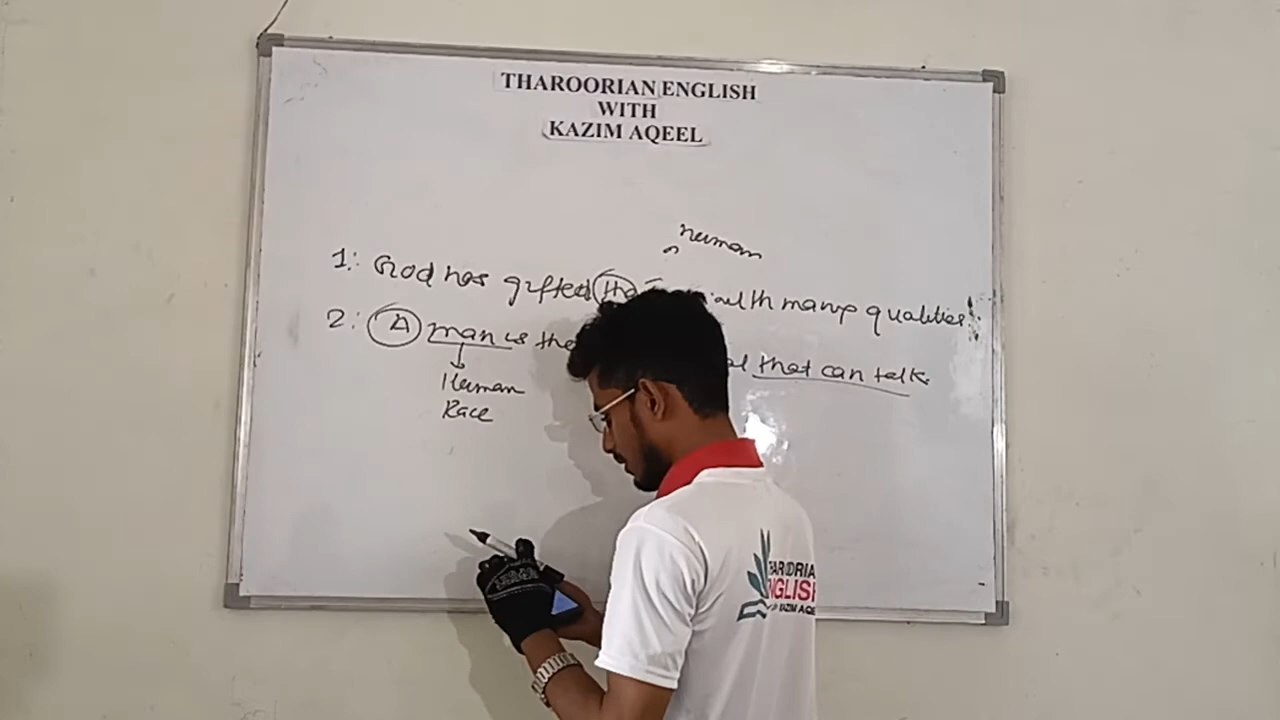 THAROORIAN ENGLISH
WITH
KAZIM AQEEL
human
1: God has gifted the many qualities.
2: A man is the that can talk.
Human
Race
ENGLISH